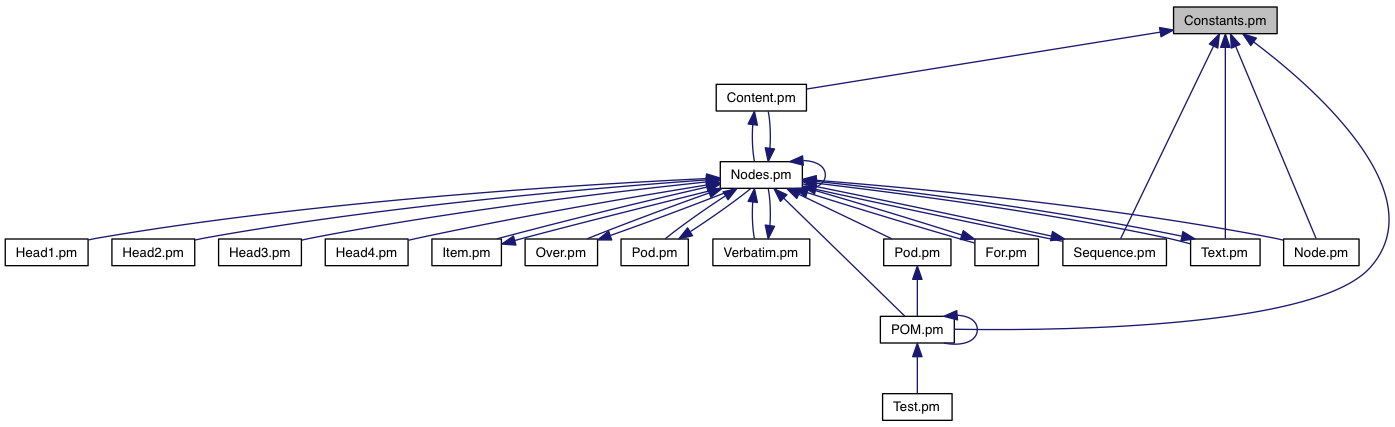 Constants.pm
Content.pm
Nodes.pm
Head1.pm
Head2.pm
Head3.pm
Head4.pm
Item.pm
Over.pm
Pod.pm
Verbatim.pm
Pod.pm
For.pm
Sequence.pm
Text.pm
Node.pm
POM.pm
Test.pm